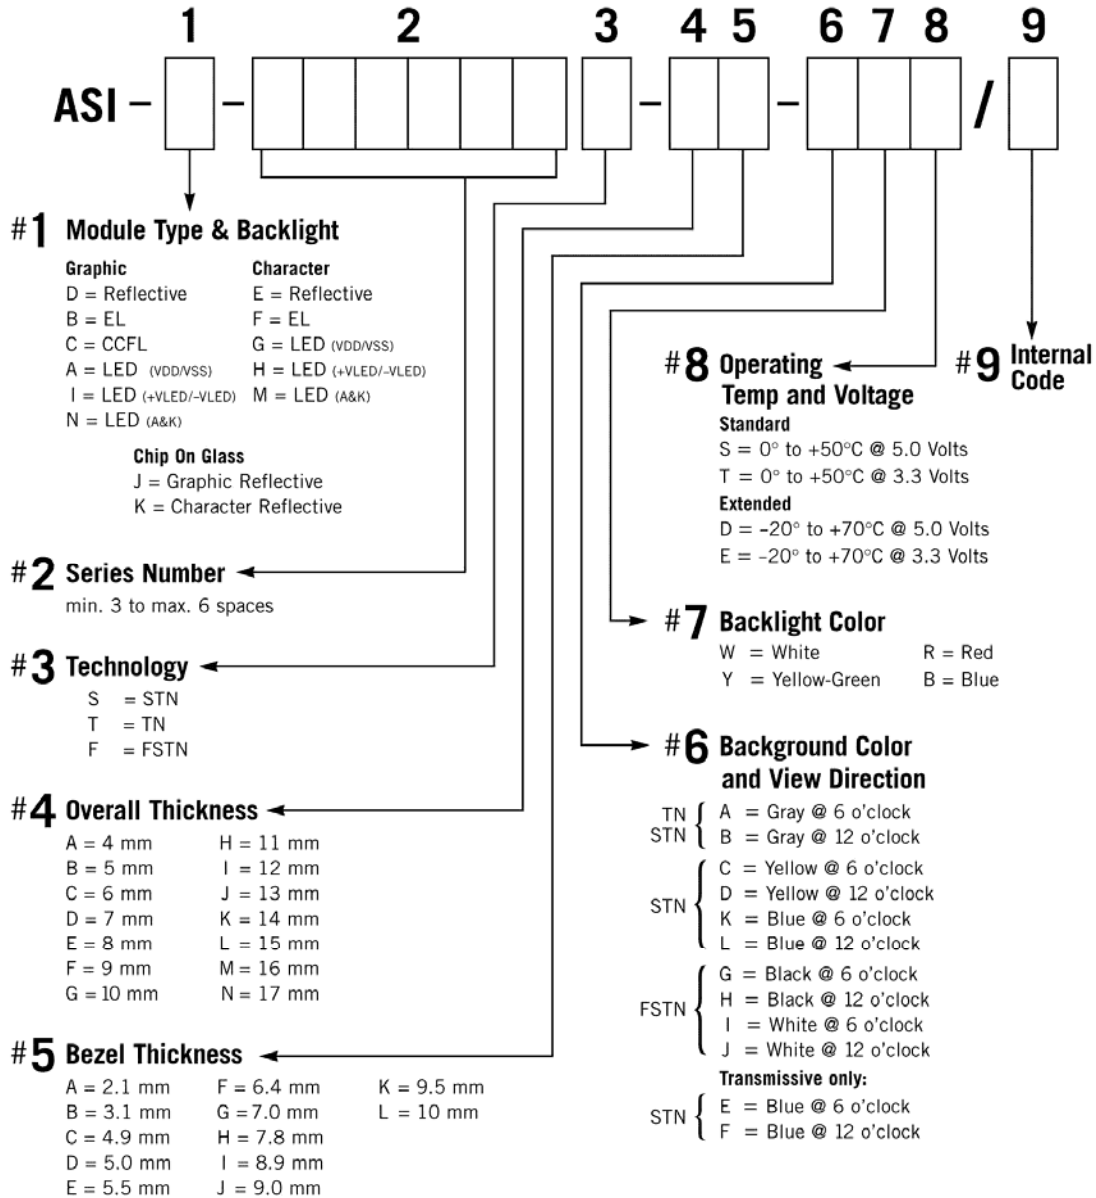 1 2 3 4 5 6 7 8 9
ASI – – – – /
#1 Module Type & Backlight
Graphic Character
D = Reflective E = Reflective
B = EL F = EL
C = CCFL G = LED (VDD/VSS)
A = LED (VDD/VSS) H = LED (+VLED/–VLED)
I = LED (+VLED/–VLED) M = LED (A&K)
N = LED (A&K)
Chip On Glass
J = Graphic Reflective
K = Character Reflective
#2 Series Number
min. 3 to max. 6 spaces
#3 Technology
S = STN
T = TN
F = FSTN
#4 Overall Thickness
A = 4 mm H = 11 mm
B = 5 mm I = 12 mm
C = 6 mm J = 13 mm
D = 7 mm K = 14 mm
E = 8 mm L = 15 mm
F = 9 mm M = 16 mm
G = 10 mm N = 17 mm
#5 Bezel Thickness
A = 2.1 mm F = 6.4 mm K = 9.5 mm
B = 3.1 mm G = 7.0 mm L = 10 mm
C = 4.9 mm H = 7.8 mm
D = 5.0 mm I = 8.9 mm
E = 5.5 mm J = 9.0 mm
#8 Operating
Temp and Voltage
Standard
S = 0° to +50°C @ 5.0 Volts
T = 0° to +50°C @ 3.3 Volts
Extended
D = –20° to +70°C @ 5.0 Volts
E = –20° to +70°C @ 3.3 Volts
#9 Internal
Code
#7 Backlight Color
W = White R = Red
Y = Yellow-Green B = Blue
#6 Background Color
and View Direction
TN A = Gray @ 6 o'clock
STN B = Gray @ 12 o'clock
C = Yellow @ 6 o'clock
D = Yellow @ 12 o'clock
STN
K = Blue @ 6 o'clock
L = Blue @ 12 o'clock
G = Black @ 6 o'clock
H = Black @ 12 o'clock
FSTN
I = White @ 6 o'clock
J = White @ 12 o'clock
Transmissive only:
E = Blue @ 6 o'clock
STN
F = Blue @ 12 o'clock